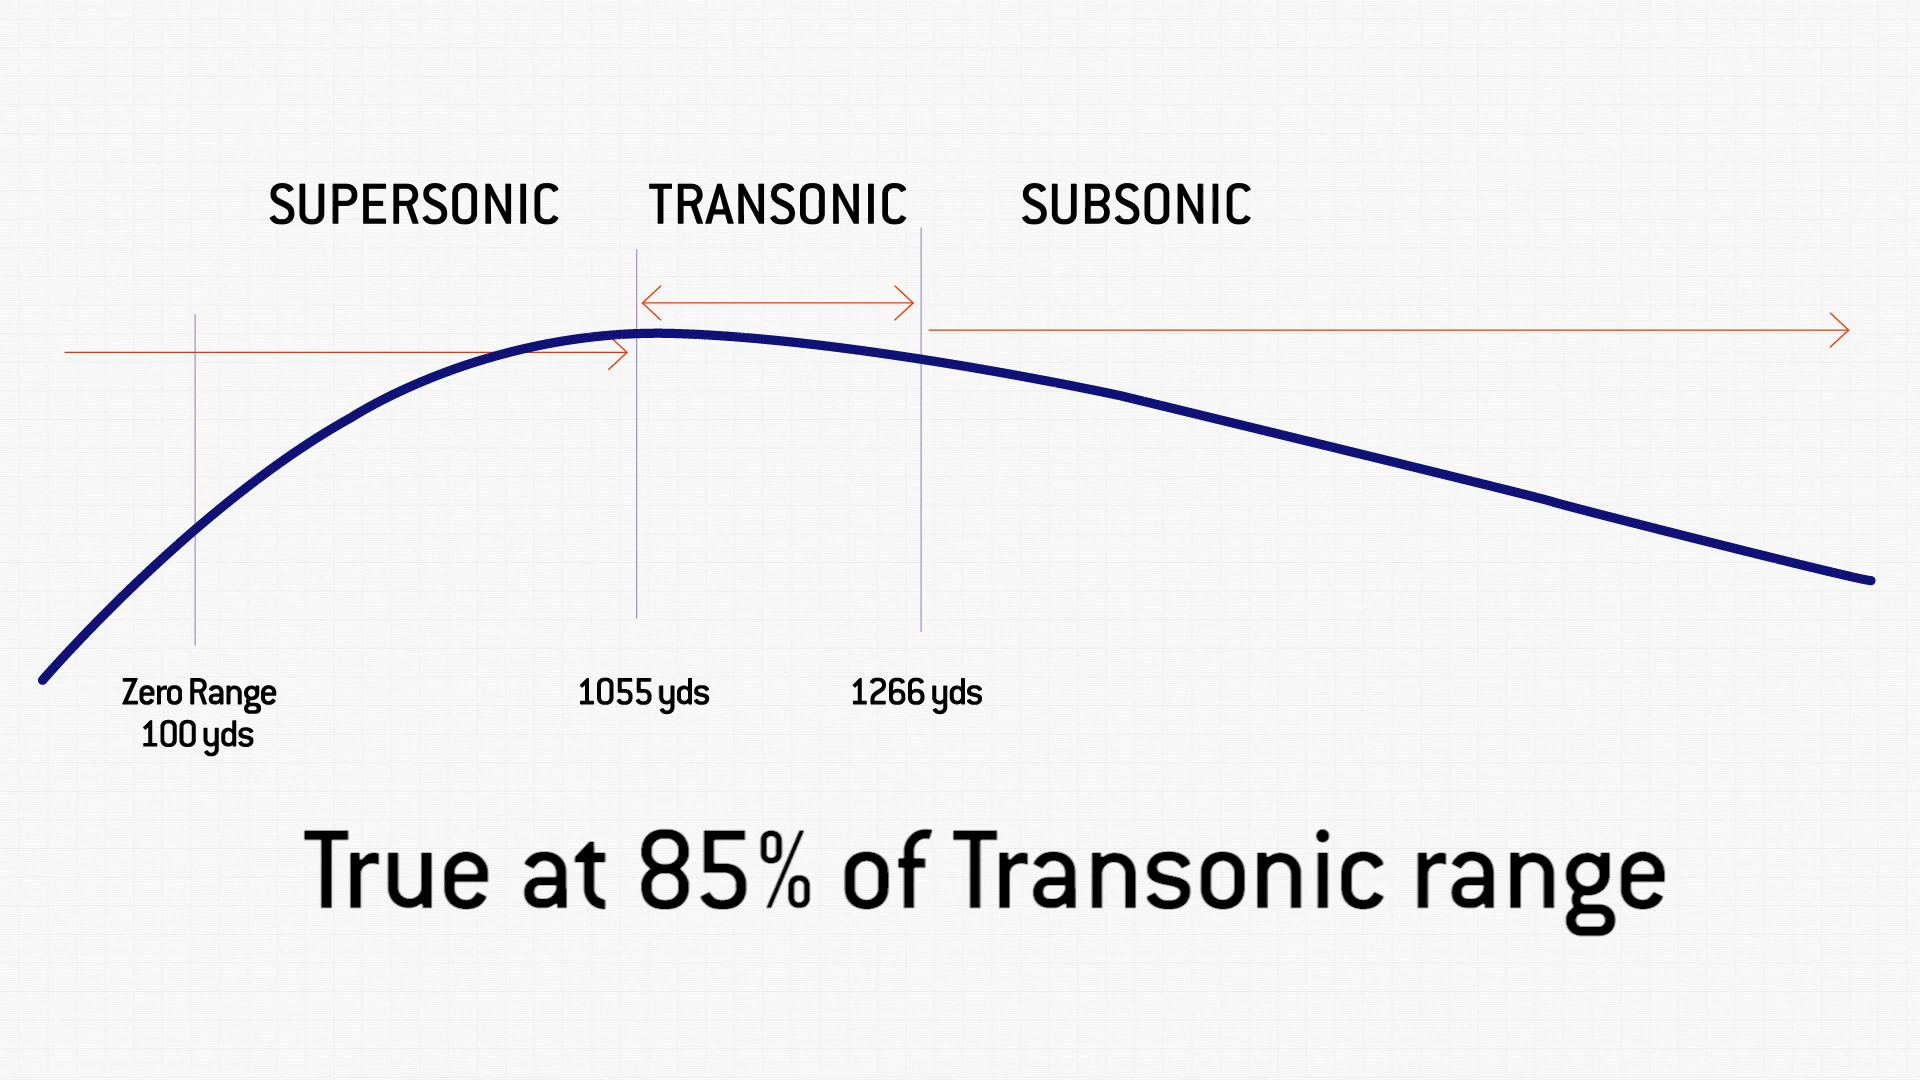 SUPERSONIC TRANSONIC SUBSONIC
Zero Range
100 yds
1055 yds
1266 yds
True at 85% of Transonic range